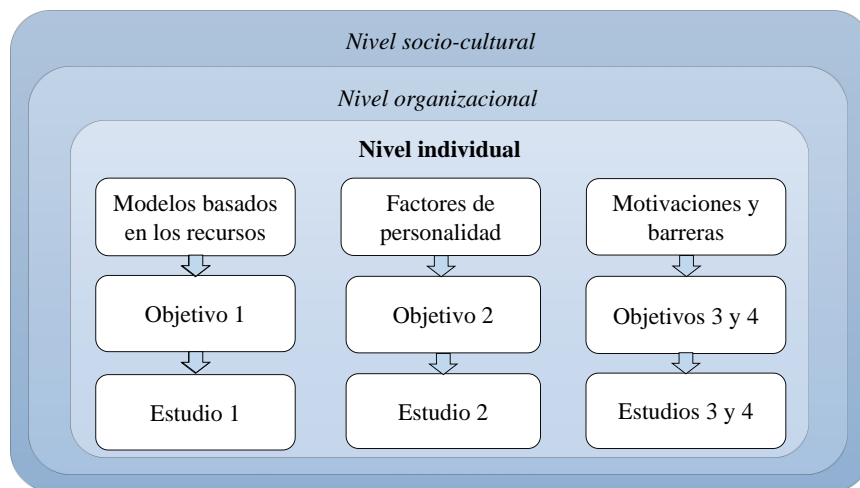 Nivel socio-cultural
Nivel organizacional
Nivel individual
Modelos basados
en los recursos
Factores de
personalidad
Motivaciones y
barreras
Objetivo 1
Objetivo 2
Objetivos 3 y 4
Estudio 1
Estudio 2
Estudios 3 y 4